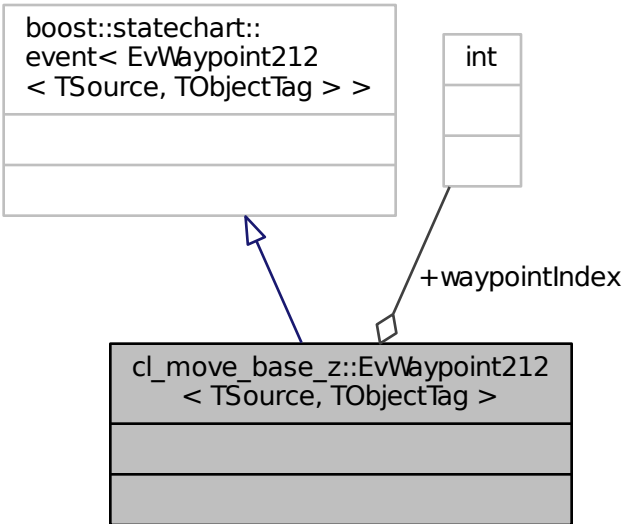 boost::statechart::
event< EvWaypoint212
< TSource, TObjectTag > >
int
+waypointIndex
cl_move_base_z::EvWaypoint212
< TSource, TObjectTag >